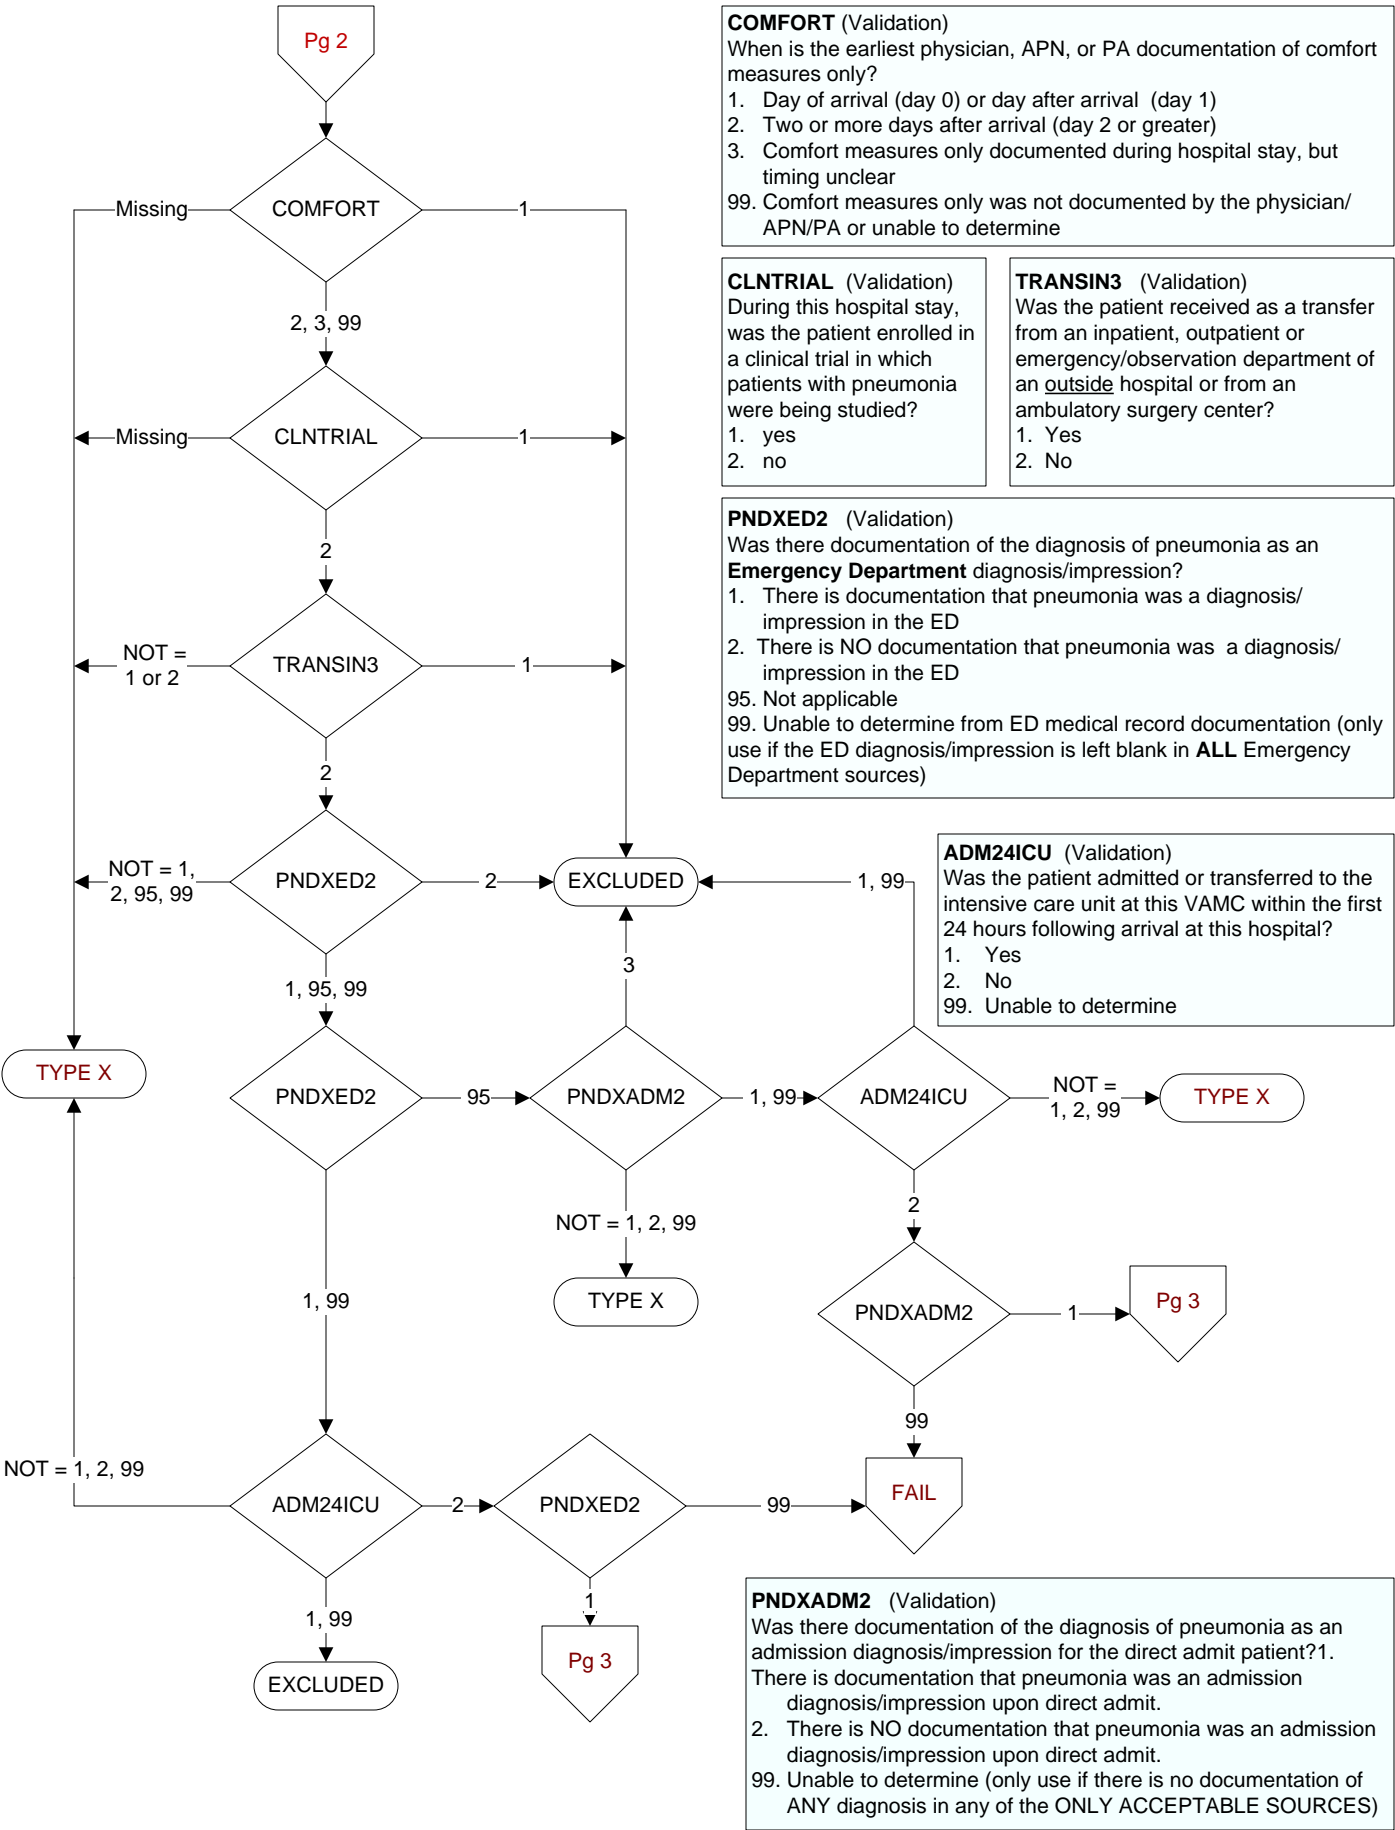 Pg 2
COMFORT (Validation)
When is the earliest physician, APN, or PA documentation of comfort
measures only?
1. Day of arrival (day 0) or day after arrival (day 1)
2. Two or more days after arrival (day 2 or greater)
3. Comfort measures only documented during hospital stay, but
timing unclear
99. Comfort measures only was not documented by the physician/
APN/PA or unable to determine
Missing
COMFORT
1
2, 3, 99
CLNTRIAL (Validation)
During this hospital stay,
was the patient enrolled in
a clinical trial in which
patients with pneumonia
were being studied?
1. yes
2. no
TRANSIN3 (Validation)
Was the patient received as a transfer
from an inpatient, outpatient or
emergency/observation department of
an outside hospital or from an
ambulatory surgery center?
1. Yes
2. No
Missing
CLNTRIAL
1
2
PNDXED2 (Validation)
Was there documentation of the diagnosis of pneumonia as an
Emergency Department diagnosis/impression?
1. There is documentation that pneumonia was a diagnosis/
impression in the ED
2. There is NO documentation that pneumonia was a diagnosis/
impression in the ED
95. Not applicable
99. Unable to determine from ED medical record documentation (only
use if the ED diagnosis/impression is left blank in ALL Emergency
Department sources)
NOT =
1 or 2
TRANSIN3
1
2
NOT = 1,
2, 95, 99
PNDXED2
2
EXCLUDED
1, 99
ADM24ICU (Validation)
Was the patient admitted or transferred to the
intensive care unit at this VAMC within the first
24 hours following arrival at this hospital?
1. Yes
2. No
99. Unable to determine
1, 95, 99
3
TYPE X
PNDXED2
95
PNDXADM2
1, 99
ADM24ICU
NOT =
1, 2, 99
TYPE X
2
NOT = 1, 2, 99
TYPE X
1, 99
PNDXADM2
1
Pg 3
99
NOT = 1, 2, 99
ADM24ICU
2
PNDXED2
99
FAIL
1, 99
EXCLUDED
1
Pg 3
PNDXADM2 (Validation)
Was there documentation of the diagnosis of pneumonia as an
admission diagnosis/impression for the direct admit patient?1.
There is documentation that pneumonia was an admission
diagnosis/impression upon direct admit.
2. There is NO documentation that pneumonia was an admission
diagnosis/impression upon direct admit.
99. Unable to determine (only use if there is no documentation of
ANY diagnosis in any of the ONLY ACCEPTABLE SOURCES)